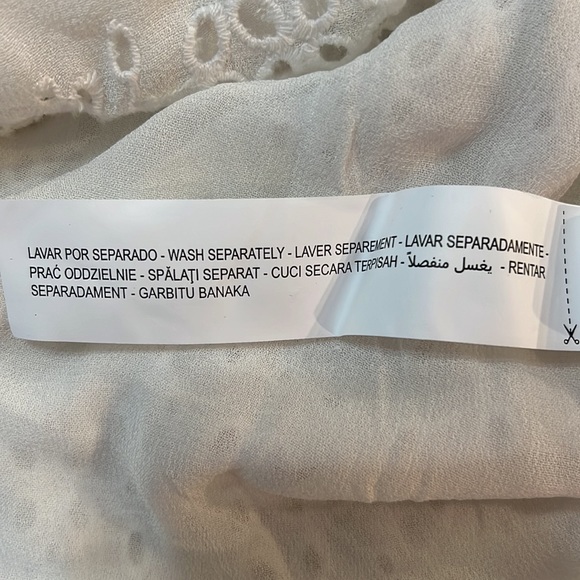 LAVAR POR SEPARADO - WASH SEPARATELY - LAVER SEPAREMENT - LAVAR SEPARADAMENTE -
PRAĆ ODDZIELNIE - SPĂLAŢI SEPARAT - CUCI SECARA TERPISAH - يغسل منفصلاً - RENTAR
SEPARADAMENT - GARBITU BANAKA